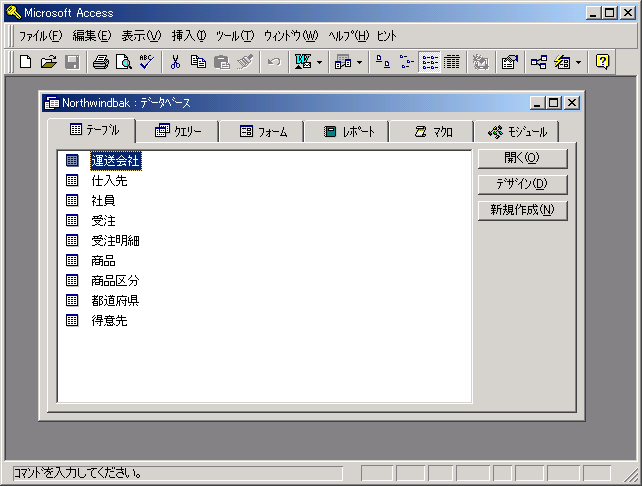 Microsoft Access
ファイル(F) 編集(E) 表示(V) 挿入(I) ツール(T) ウィンドウ(W) ヘルプ(H) ヒント
Northwindbak : データベース
テーブル クエリー フォーム レポート マクロ モジュール
運送会社
仕入先
社員
受注
受注明細
商品
商品区分
都道府県
得意先
開く(O)
デザイン(D)
新規作成(N)
コマンドを入力してください。